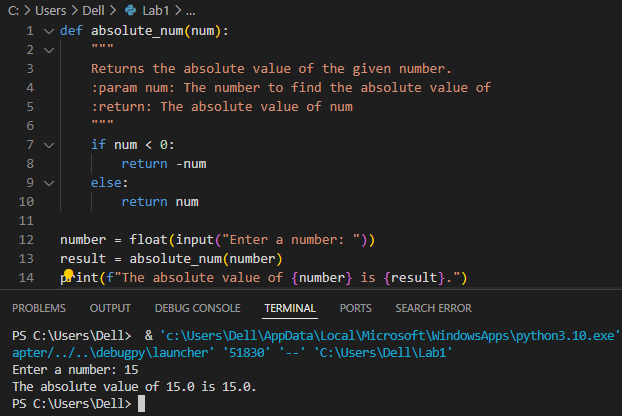 C: > Users > Dell > Lab1 > ...
1 def absolute_num(num):
2 """
3 Returns the absolute value of the given number.
4 :param num: The number to find the absolute value of
5 :return: The absolute value of num
6 """
7 if num < 0:
8 return -num
9 else:
10 return num
11
12 number = float(input("Enter a number: "))
13 result = absolute_num(number)
14 print(f"The absolute value of {number} is {result}.")
PROBLEMS OUTPUT DEBUG CONSOLE TERMINAL PORTS SEARCH ERROR
PS C:\Users\Dell> & 'c:\Users\Dell\AppData\Local\Microsoft\WindowsApps\python3.10.exe'
apter/../..\debugpy\launcher' '51830' '--' 'C:\Users\Dell\Lab1'
Enter a number: 15
The absolute value of 15.0 is 15.0.
PS C:\Users\Dell>